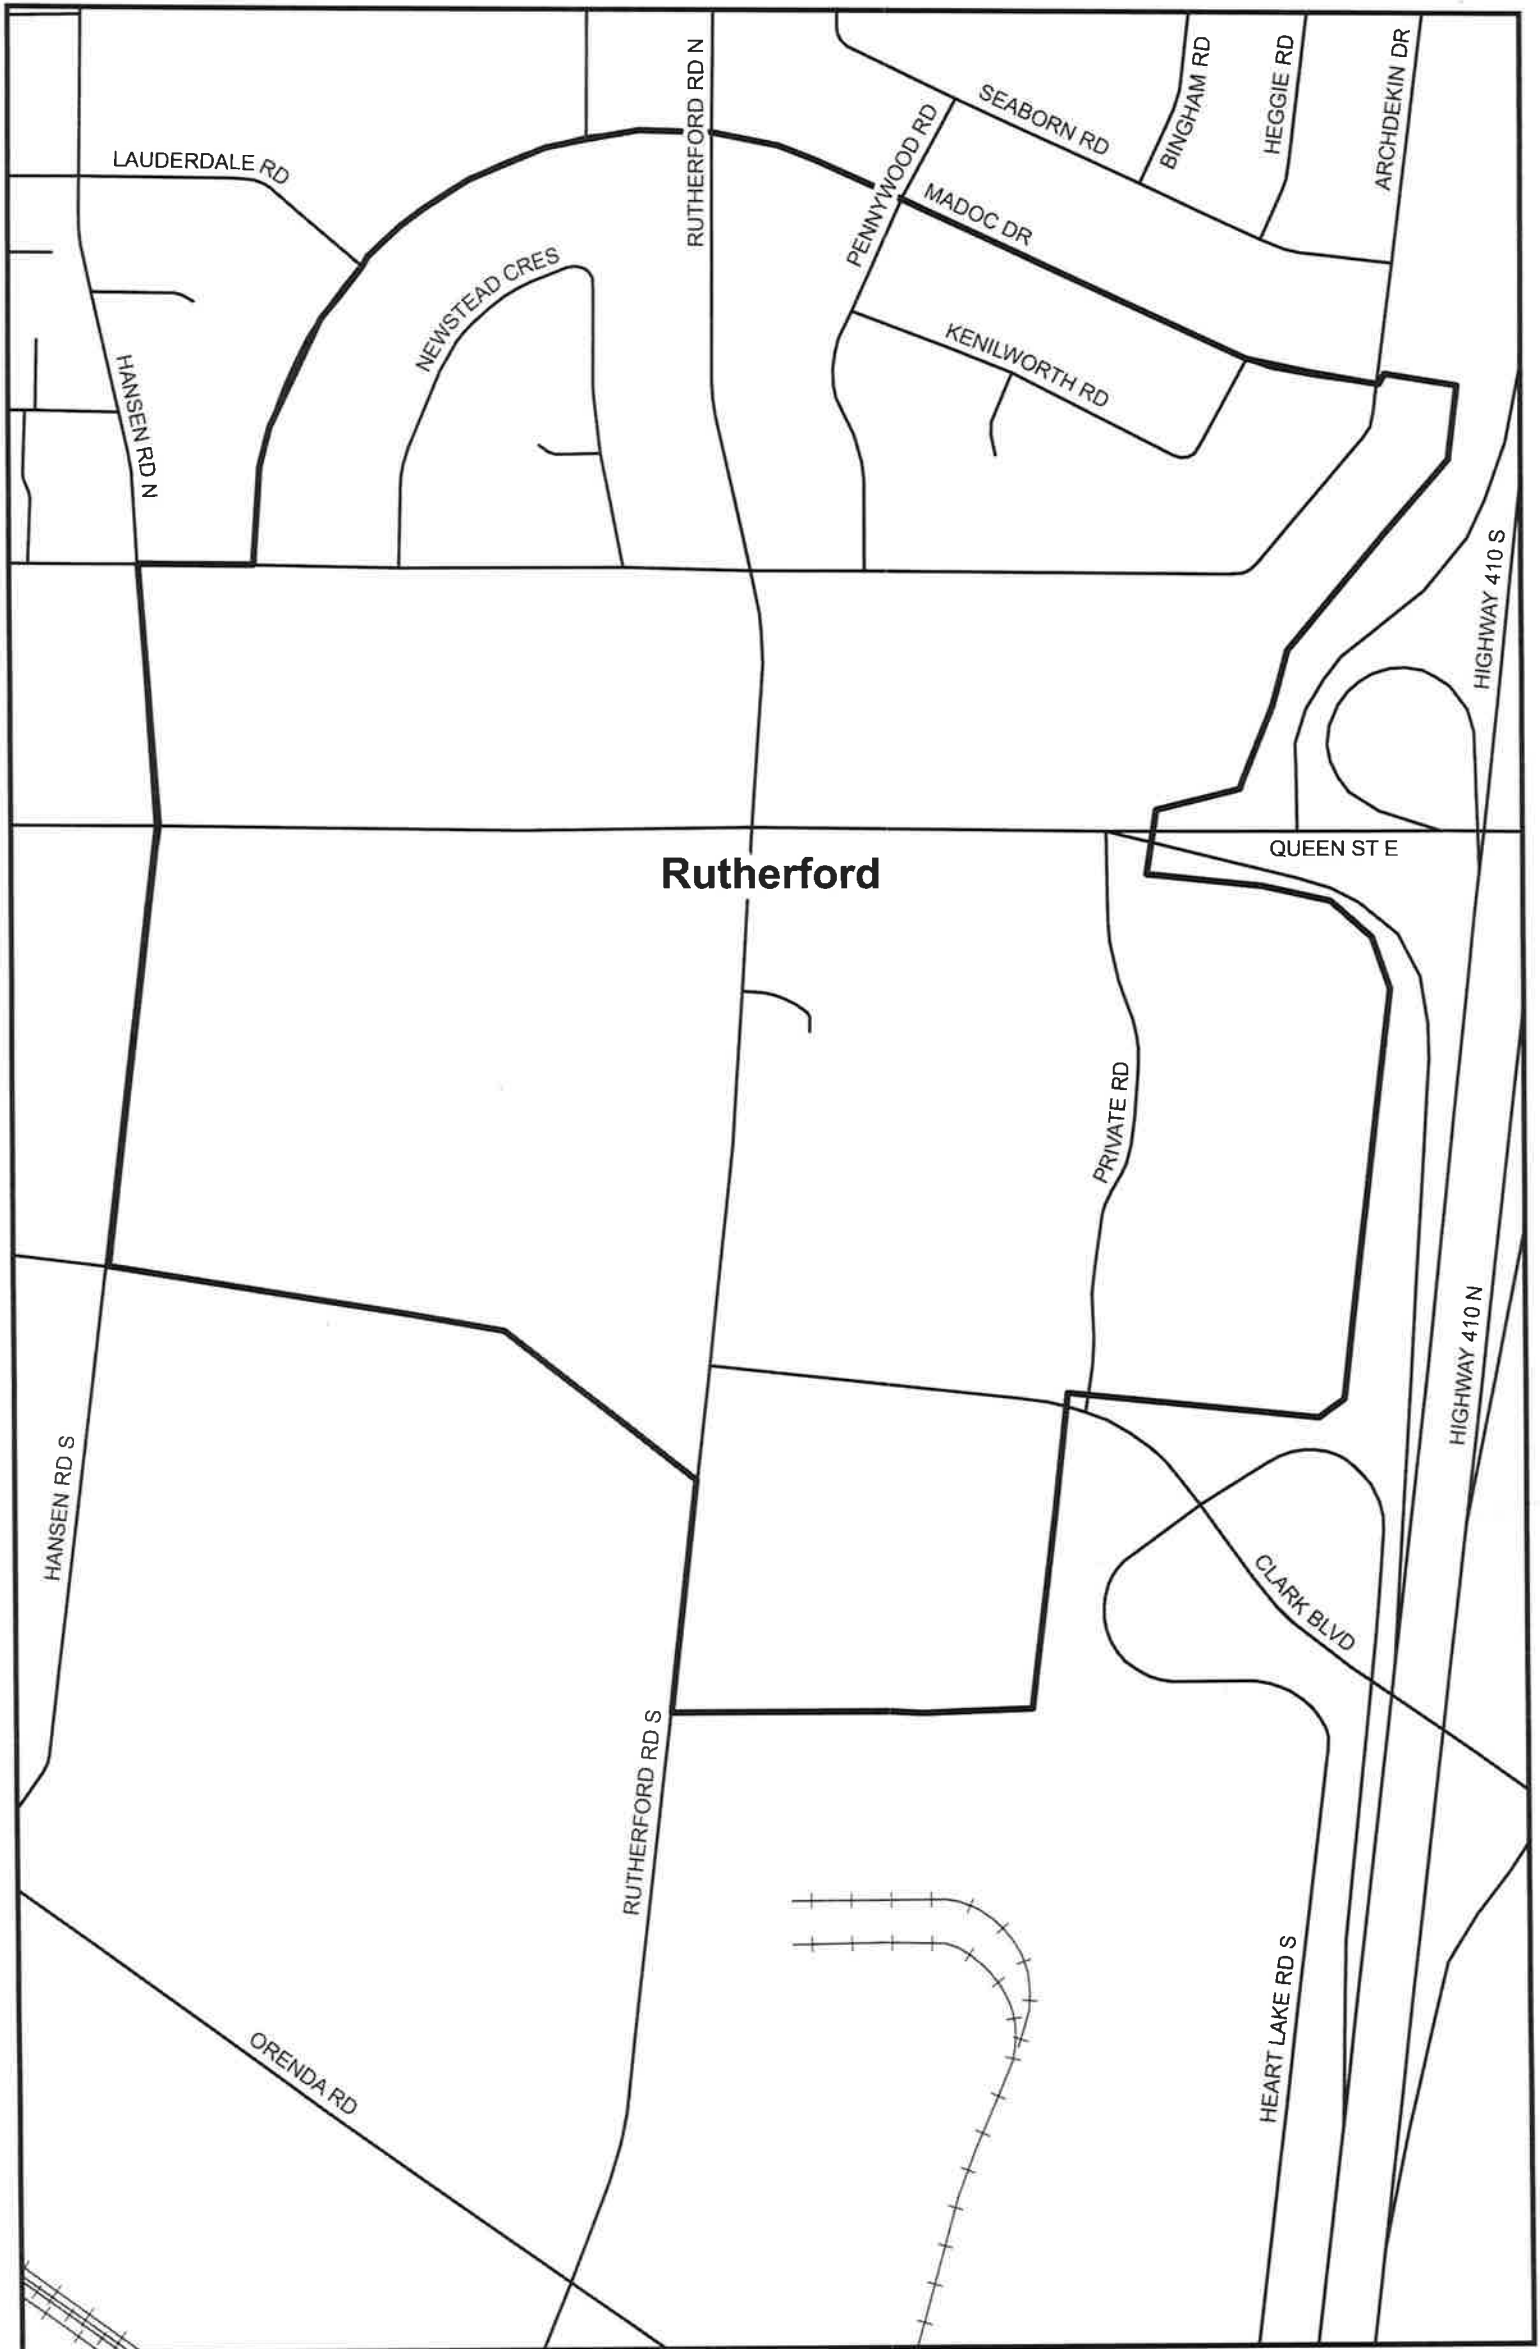 RUTHERFORD RD N
SEABORN RD
BINGHAM RD
HEGGIE RD
ARCHDEKIN DR
LAUDERDALE RD
PENNYWOOD RD
MADOC DR
NEWSTEAD CRES
KENILWORTH RD
HANSEN RD N
HIGHWAY 410 S
QUEEN ST E
Rutherford
PRIVATE RD
HIGHWAY 410 N
HANSEN RD S
CLARK BLVD
RUTHERFORD RD S
HEART LAKE RD S
ORENDA RD